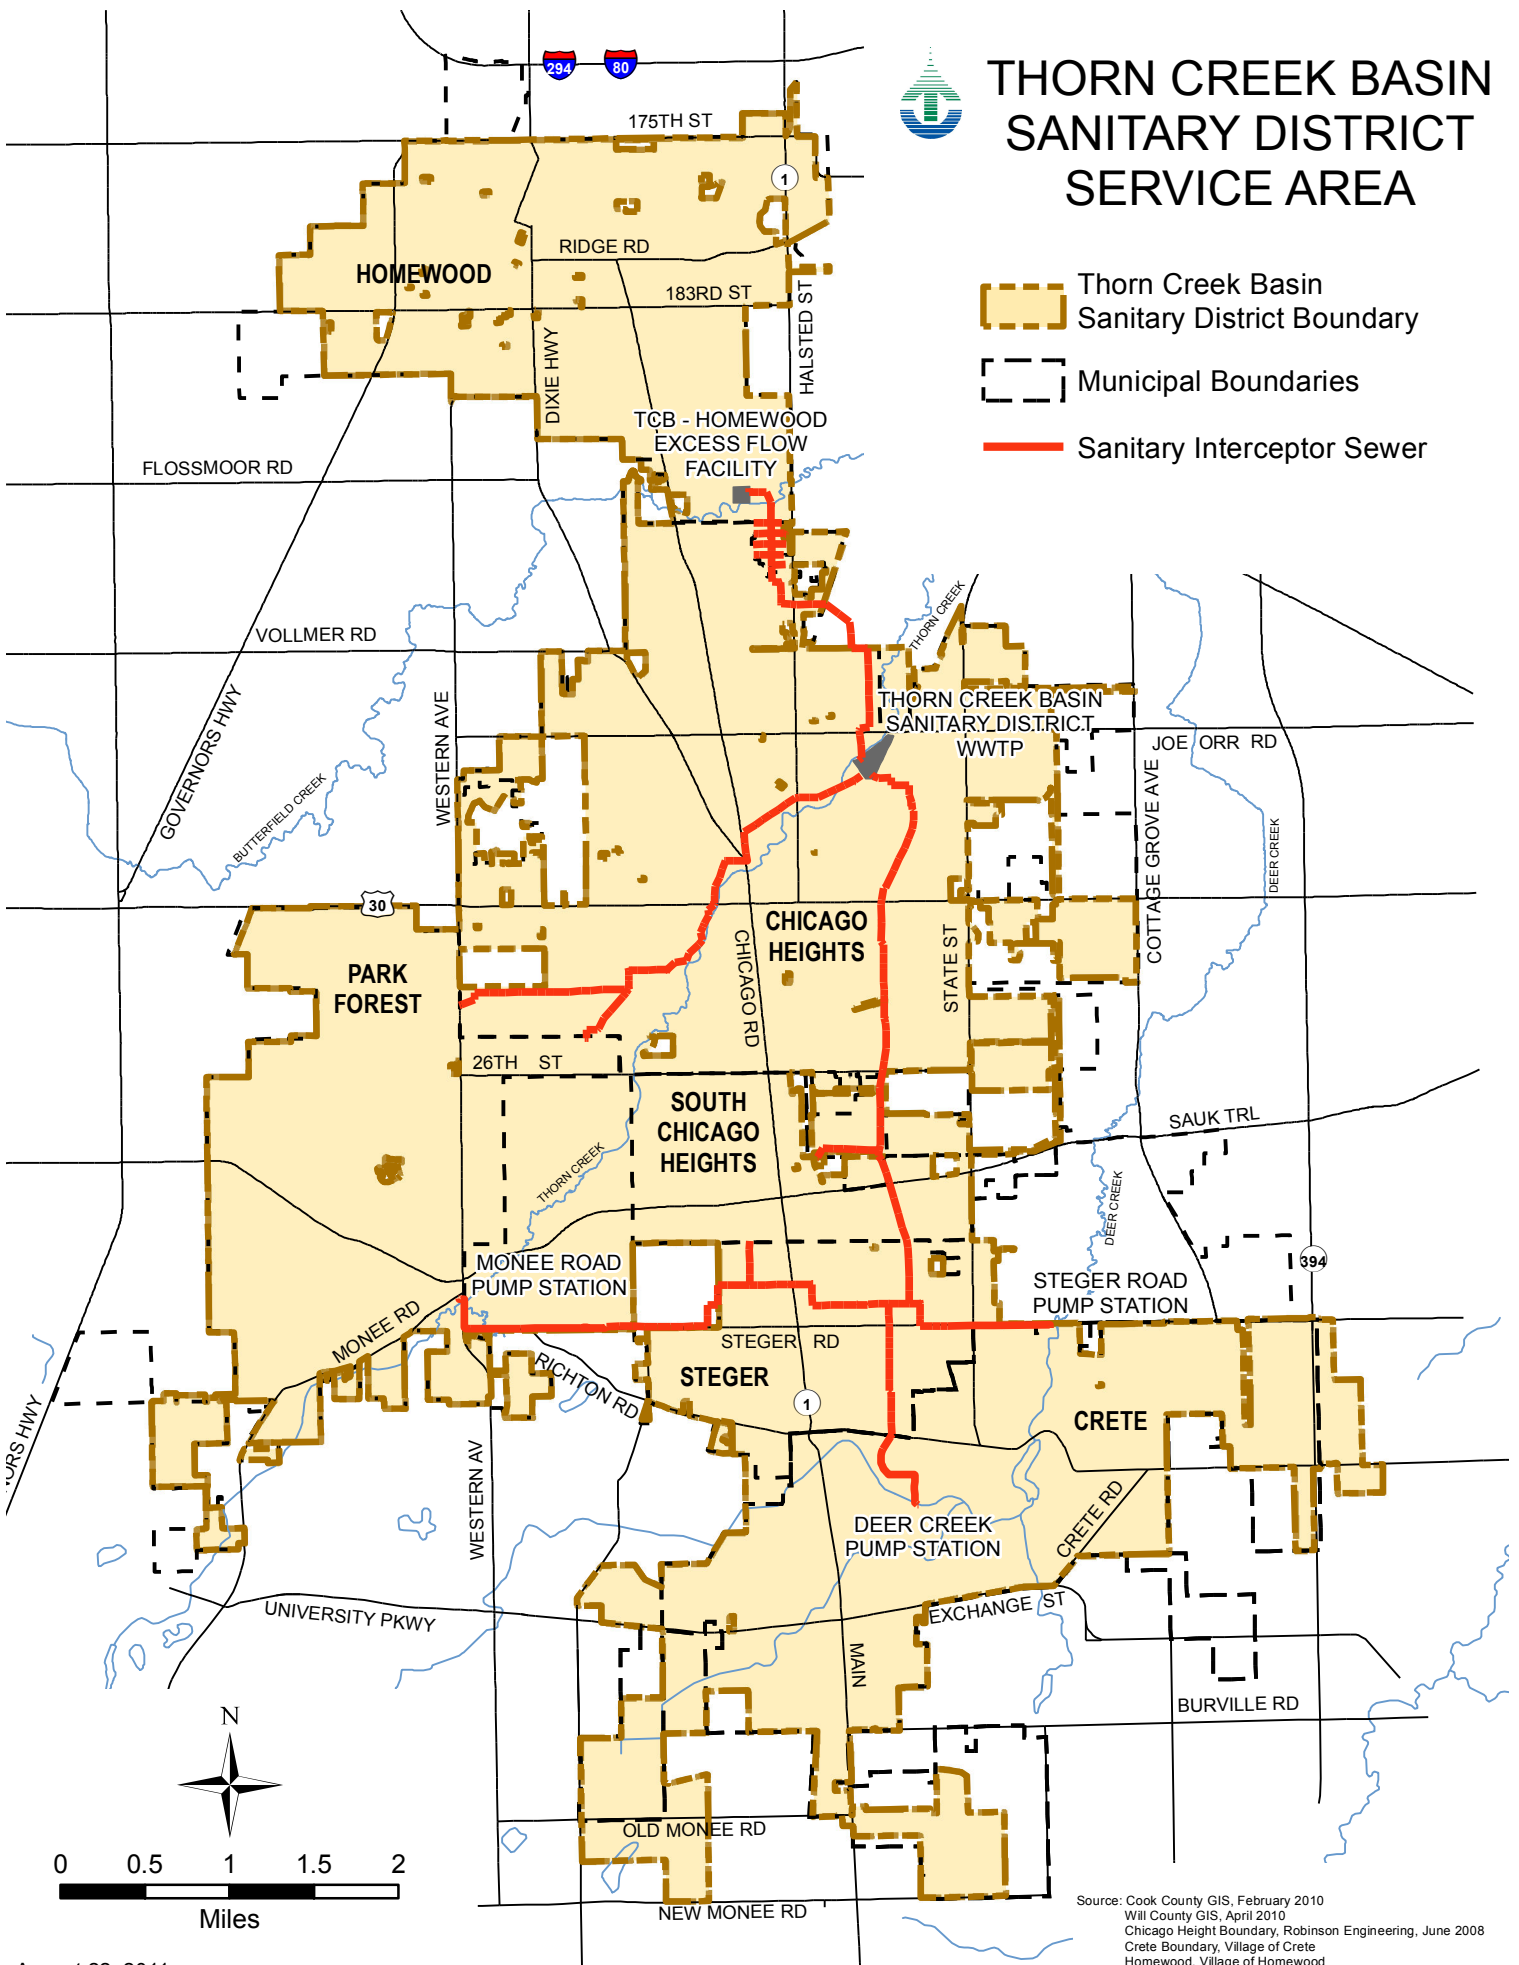 THORN CREEK BASIN
SANITARY DISTRICT
SERVICE AREA
Thorn Creek Basin
Sanitary District Boundary
Municipal Boundaries
Sanitary Interceptor Sewer
294
80
175TH ST
1
RIDGE RD
HOMEWOOD
183RD ST
HALSTED ST
DIXIE HWY
TCB - HOMEWOOD
EXCESS FLOW
FACILITY
FLOSSMOOR RD
THORN CREEK
VOLLMER RD
GOVERNORS HWY
WESTERN AVE
THORN CREEK BASIN
SANITARY DISTRICT
WWTP
JOE ORR RD
BUTTERFIELD CREEK
COTTAGE GROVE AVE
DEER CREEK
30
CHICAGO
HEIGHTS
CHICAGO RD
STATE ST
PARK
FOREST
26TH ST
SOUTH
CHICAGO
HEIGHTS
SAUK TRL
THORN CREEK
DEER CREEK
394
MONEE ROAD
PUMP STATION
STEGER ROAD
PUMP STATION
MONEE RD
STEGER RD
RICHTON RD
STEGER
1
CRETE
NORS HWY
WESTERN AV
CRETE RD
DEER CREEK
PUMP STATION
UNIVERSITY PKWY
EXCHANGE ST
MAIN
BURVILLE RD
N
OLD MONEE RD
NEW MONEE RD
0 0.5 1 1.5 2
Miles
Source: Cook County GIS, February 2010
Will County GIS, April 2010
Chicago Height Boundary, Robinson Engineering, June 2008
Crete Boundary, Village of Crete
Homewood, Village of Homewood